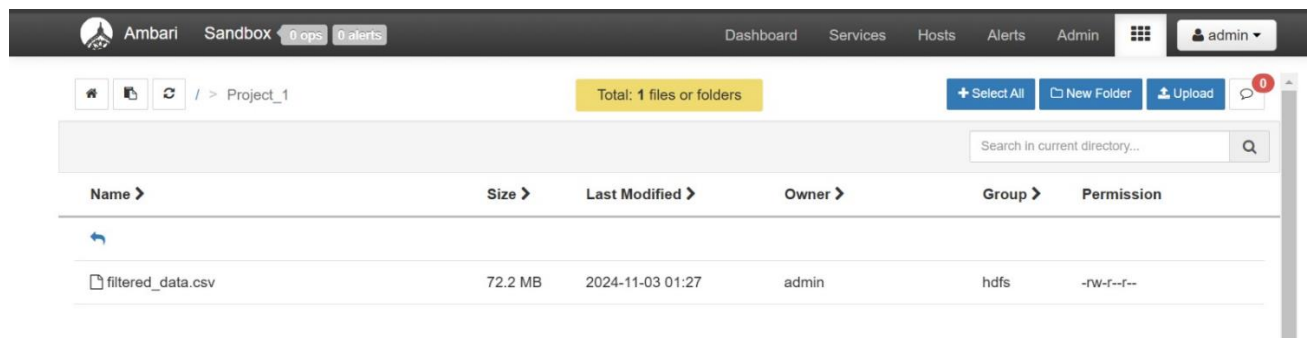 Ambari Sandbox 0 ops 0 alerts Dashboard Services Hosts Alerts Admin admin
/ > Project_1 Total: 1 files or folders Select All New Folder Upload 0
Search in current directory...
Name Size Last Modified Owner Group Permission
filtered_data.csv 72.2 MB 2024-11-03 01:27 admin hdfs -rw-r--r--